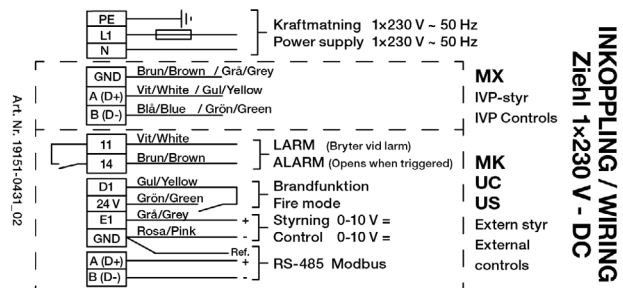 PE
L1
N
Kraftmatning 1×230 V ~ 50 Hz
Power supply 1×230 V ~ 50 Hz
GND Brun/Brown / Grå/Grey
A (D+) Vit/White / Gul/Yellow
B (D-) Blå/Blue / Grön/Green
MX
IVP-styr
IVP Controls
11 Vit/White
14 Brun/Brown
LARM (Bryter vid larm)
ALARM (Opens when triggered)
D1 Gul/Yellow
24 V Grön/Green
Brandfunktion
Fire mode
E1 Grå/Grey +
GND Rosa/Pink -
Styrning 0-10 V =
Control 0-10 V =
Ref.
A (D+) +
B (D-) -
RS-485 Modbus
MK
UC
US
Extern styr
External
controls
INKOPPLING / WIRING
Ziehl 1×230 V - DC
Art. Nr. 19151-0431_02